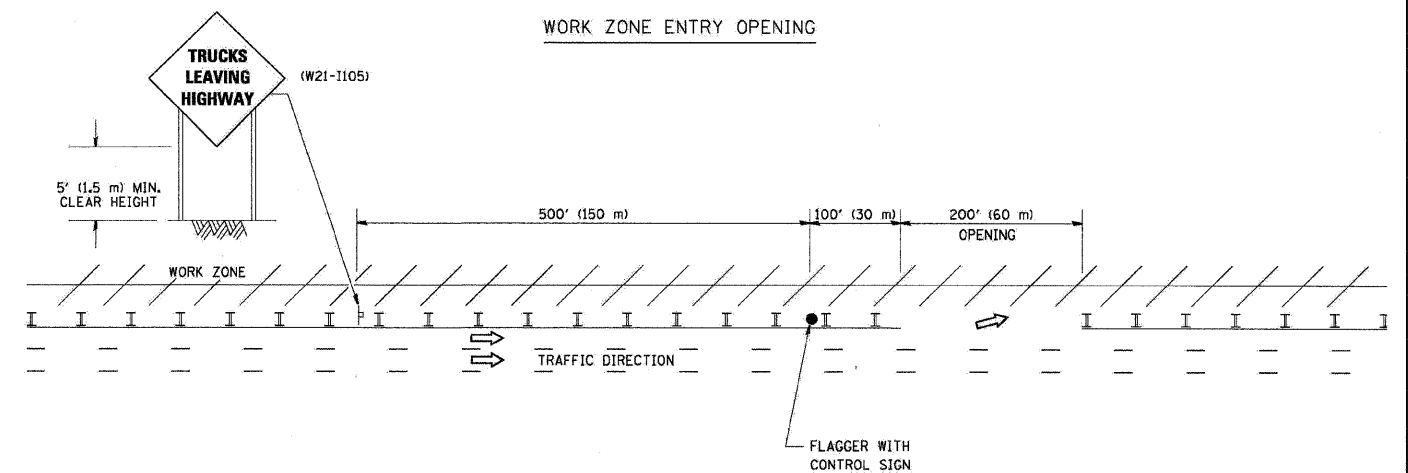 WORK ZONE ENTRY OPENING
TRUCKS
LEAVING
HIGHWAY
(W21-I105)
5' (1.5 m) MIN.
CLEAR HEIGHT
500' (150 m)
100' (30 m)
200' (60 m)
OPENING
WORK ZONE
TRAFFIC DIRECTION
FLAGGER WITH
CONTROL SIGN